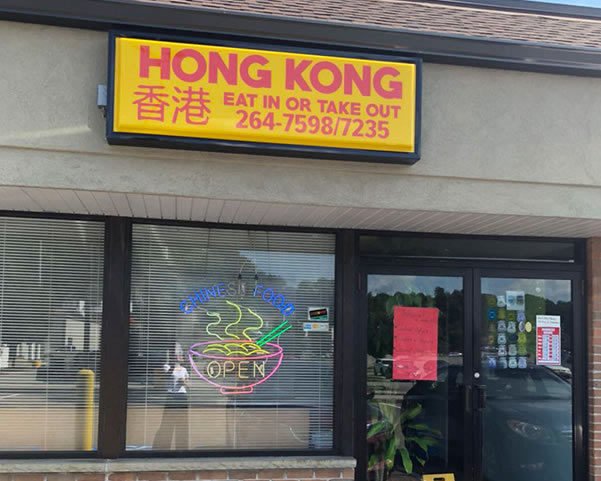 HONG KONG
香港
EAT IN OR TAKE OUT
264-7598/7235
CHINESE FOOD
OPEN